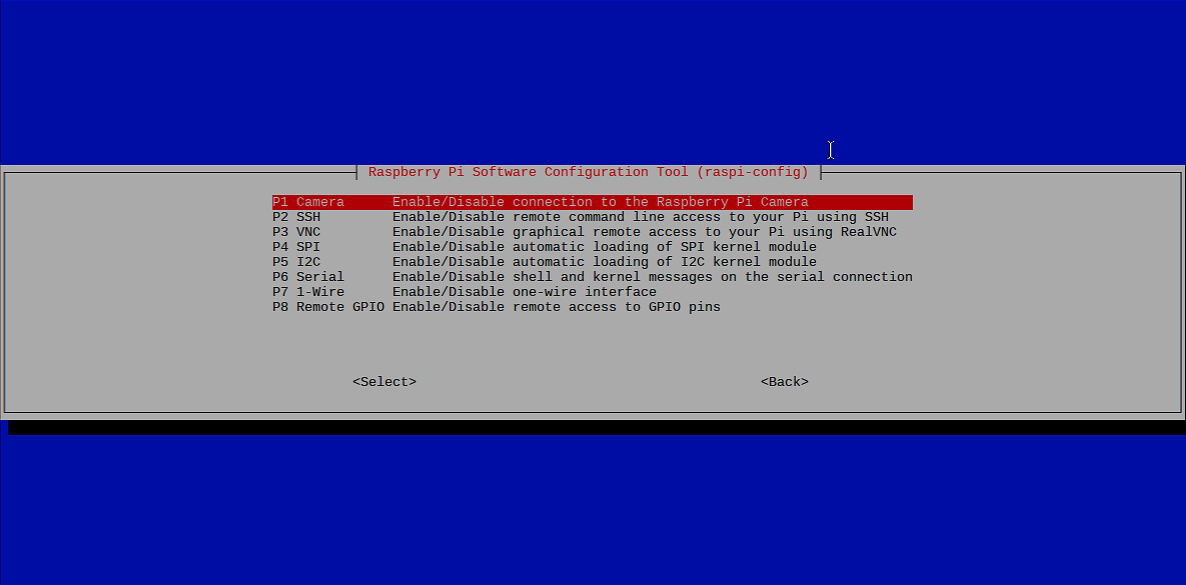 Raspberry Pi Software Configuration Tool (raspi-config)
P1 Camera Enable/Disable connection to the Raspberry Pi Camera
P2 SSH Enable/Disable remote command line access to your Pi using SSH
P3 VNC Enable/Disable graphical remote access to your Pi using RealVNC
P4 SPI Enable/Disable automatic loading of SPI kernel module
P5 I2C Enable/Disable automatic loading of I2C kernel module
P6 Serial Enable/Disable shell and kernel messages on the serial connection
P7 1-Wire Enable/Disable one-wire interface
P8 Remote GPIO Enable/Disable remote access to GPIO pins
<Select> <Back>